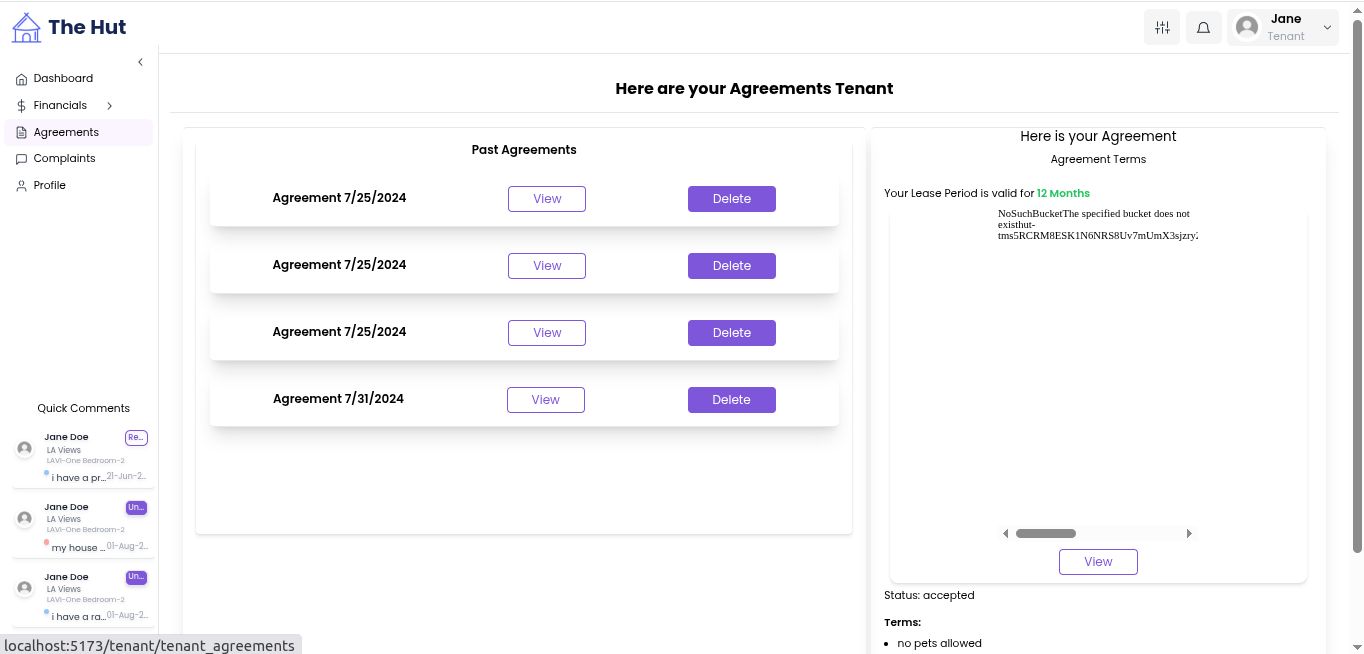 The Hut
Jane
Tenant
Dashboard
Financials
Agreements
Complaints
Profile
Quick Comments
Jane Doe
Re...
LA Views
LAVI-One Bedroom-2
i have a pr... 21-Jun-2...
Jane Doe
Un...
LA Views
LAVI-One Bedroom-2
my house ... 01-Aug-2...
Jane Doe
Un...
LA Views
LAVI-One Bedroom-2
i have a ra... 01-Aug-2...
Here are your Agreements Tenant
Past Agreements
Agreement 7/25/2024 View Delete
Agreement 7/25/2024 View Delete
Agreement 7/25/2024 View Delete
Agreement 7/31/2024 View Delete
Here is your Agreement
Agreement Terms
Your Lease Period is valid for 12 Months
NoSuchBucketThe specified bucket does not
existhut-
tms5RCRM8ESK1N6NRS8Uv7mUmX3sjzry
View
Status: accepted
Terms:
no pets allowed
localhost:5173/tenant/tenant_agreements